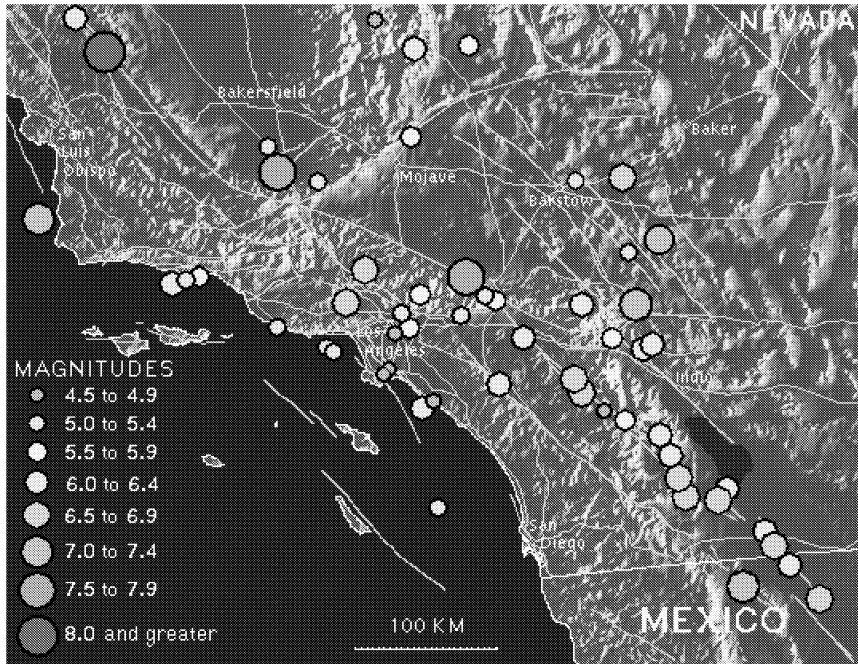 NEVADA
Bakersfield
Baker
San
Luis
Obispo
Mojave
Barstow
Los
Angeles
Indio
MAGNITUDES
4.5 to 4.9
5.0 to 5.4
5.5 to 5.9
6.0 to 6.4
6.5 to 6.9
7.0 to 7.4
7.5 to 7.9
8.0 and greater
San
Diego
100 KM
MEXICO